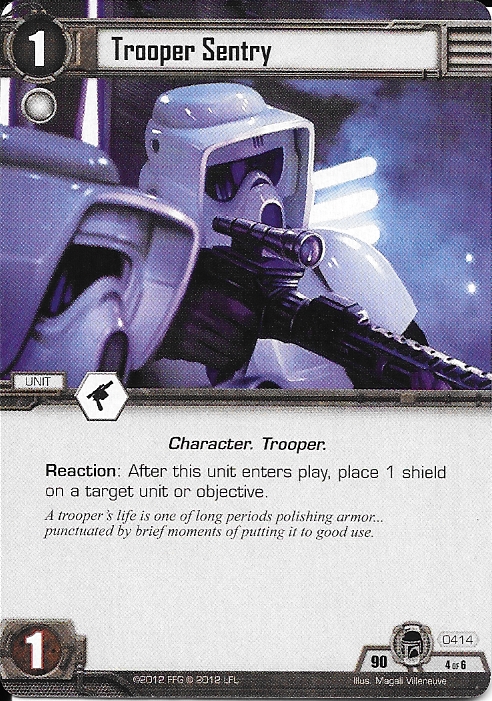 1
Trooper Sentry
UNIT
Character. Trooper.
Reaction: After this unit enters play, place 1 shield
on a target unit or objective.
A trooper's life is one of long periods polishing armor...
punctuated by brief moments of putting it to good use.
1
90
0414
4 OF 6
©2012 FFG © 2012 LFL
Illus. Magali Villeneuve